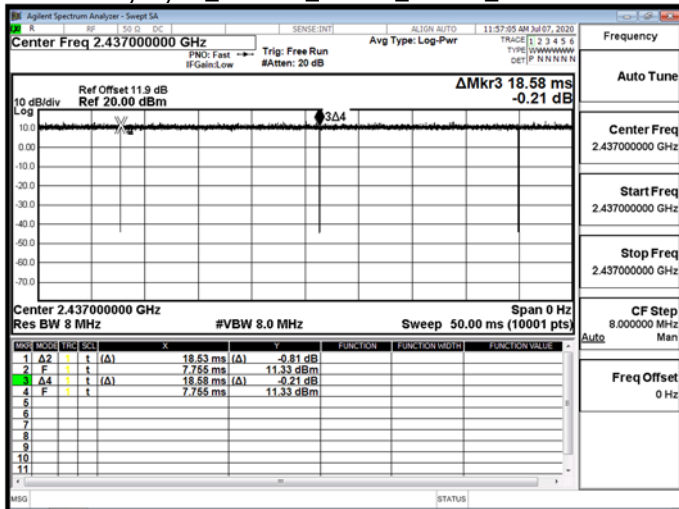 Agilent Spectrum Analyzer - Swept SA
R RF 50 Ω DC SENSE:INT ALIGN AUTO 11:57:05 AM Jul 07, 2020
Center Freq 2.437000000 GHz
PNO: Fast
IFGain:Low
Trig: Free Run
#Atten: 20 dB
Avg Type: Log-Pwr
TRACE 1 2 3 4 5 6
TYPE WWWWWW
DET P NNNNN
Ref Offset 11.9 dB
Ref 20.00 dBm
10 dB/div
Log
ΔMkr3 18.58 ms
-0.21 dB
3Δ4
10.0
0.00
-10.0
-20.0
-30.0
-40.0
-50.0
-60.0
-70.0
Center 2.437000000 GHz Span 0 Hz
Res BW 8 MHz #VBW 8.0 MHz Sweep 50.00 ms (10001 pts)
MKR MODE TRC SCL X Y FUNCTION FUNCTION WIDTH FUNCTION VALUE
1 Δ2 1 t (Δ) 18.53 ms (Δ) -0.81 dB
2 F 1 t 7.755 ms 11.33 dBm
3 Δ4 1 t (Δ) 18.58 ms (Δ) -0.21 dB
4 F 1 t 7.755 ms 11.33 dBm
5
6
7
8
9
10
11
MSG STATUS
Frequency
Auto Tune
Center Freq
2.437000000 GHz
Start Freq
2.437000000 GHz
Stop Freq
2.437000000 GHz
CF Step
8.000000 MHz
Auto Man
Freq Offset
0 Hz